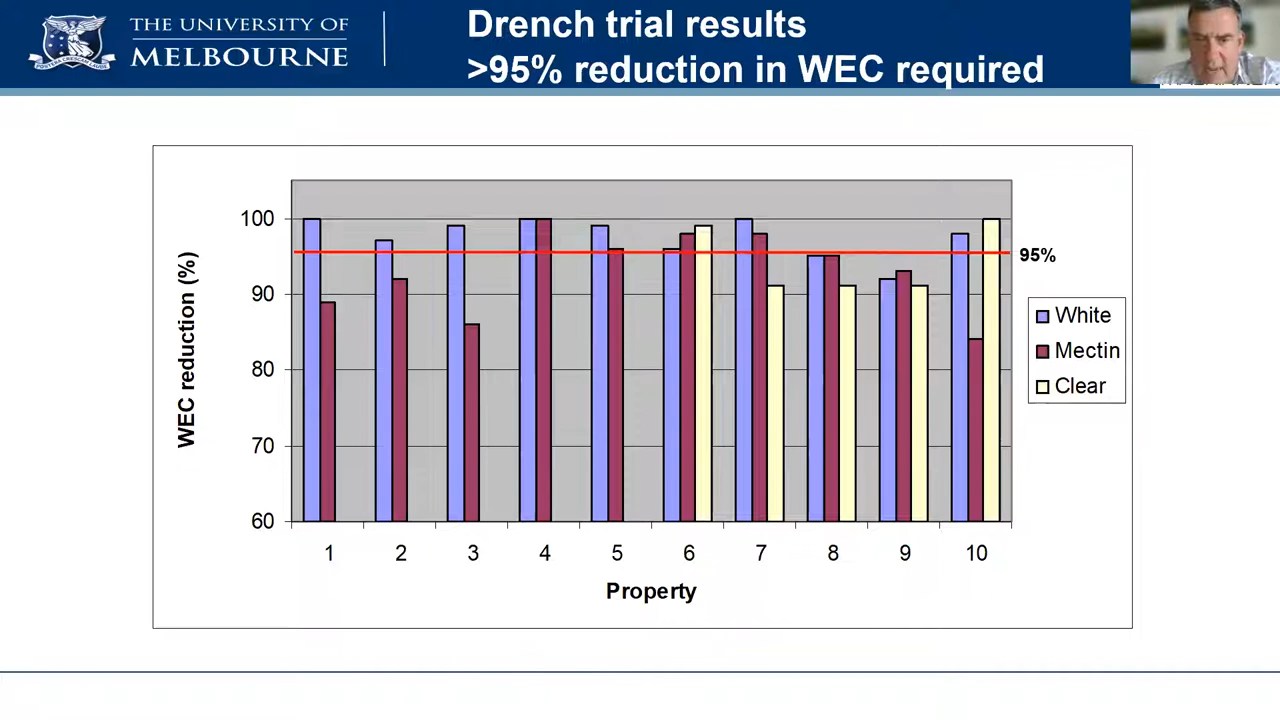 THE UNIVERSITY OF
MELBOURNE
Drench trial results
>95% reduction in WEC required
WEC reduction (%)
100
90
80
70
60
95%
White
Mectin
Clear
1 2 3 4 5 6 7 8 9 10
Property